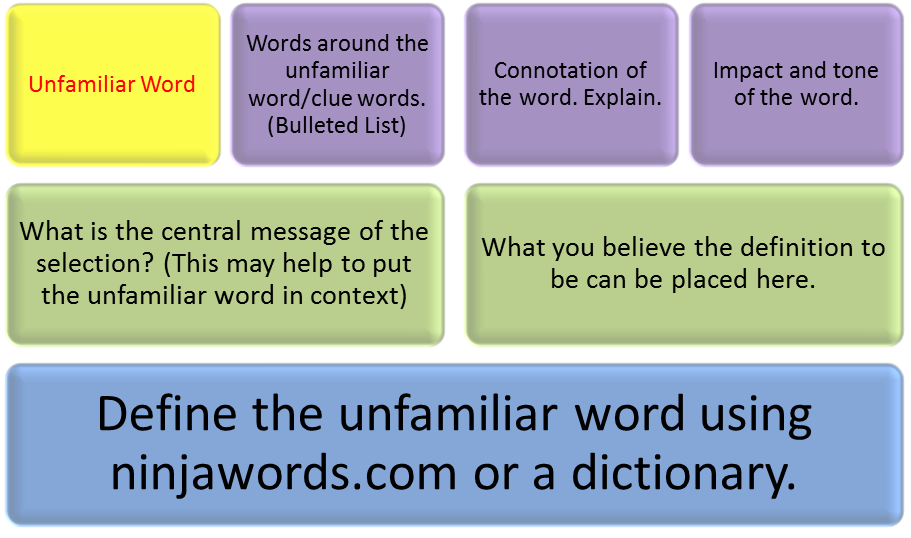 Unfamiliar Word
Words around the
unfamiliar
word/clue words.
(Bulleted List)
Connotation of
the word. Explain.
Impact and tone
of the word.
What is the central message of the
selection? (This may help to put
the unfamiliar word in context)
What you believe the definition to
be can be placed here.
Define the unfamiliar word using
ninjawords.com or a dictionary.